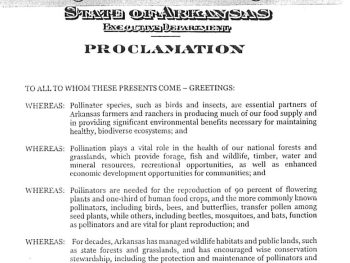 STATE OF ARKANSAS
EXECUTIVE DEPARTMENT
PROCLAMATION
TO ALL TO WHOM THESE PRESENTS COME – GREETINGS:
WHEREAS: Pollinator species, such as birds and insects, are essential partners of
Arkansas farmers and ranchers in producing much of our food supply and
in providing significant environmental benefits necessary for maintaining
healthy, biodiverse ecosystems; and
WHEREAS: Pollination plays a vital role in the health of our national forests and
grasslands, which provide forage, fish and wildlife, timber, water and
mineral resources, recreational opportunities, as well as enhanced
economic development opportunities for communities; and
WHEREAS: Pollinators are needed for the reproduction of 90 percent of flowering
plants and one-third of human food crops, and the more commonly known
pollinators, including birds, bees, and butterflies, transfer pollen among
seed plants, while others, including beetles, mosquitoes, and bats, function
as pollinators and are vital for plant reproduction; and
WHEREAS: For decades, Arkansas has managed wildlife habitats and public lands, such
as state forests and grasslands, and has encouraged wise conservation
stewardship, including the protection and maintenance of pollinators and